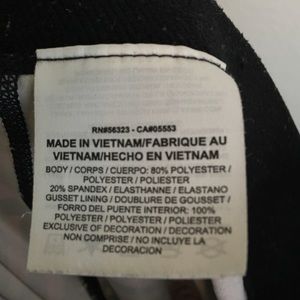 RN#56323 - CA#05553
MADE IN VIETNAM/FABRIQUE AU
VIETNAM/HECHO EN VIETNAM
BODY / CORPS / CUERPO: 80% POLYESTER /
POLYESTER / POLIESTER
20% SPANDEX / ELASTHANNE / ELASTANO
GUSSET LINING / DOUBLURE DE GOUSSET /
FORRO DEL PUENTE INTERIOR: 100%
POLYESTER / POLYESTER / POLIESTER
EXCLUSIVE OF DECORATION / DECORATION
NON COMPRISE / NO INCLUYE LA
DECORACION